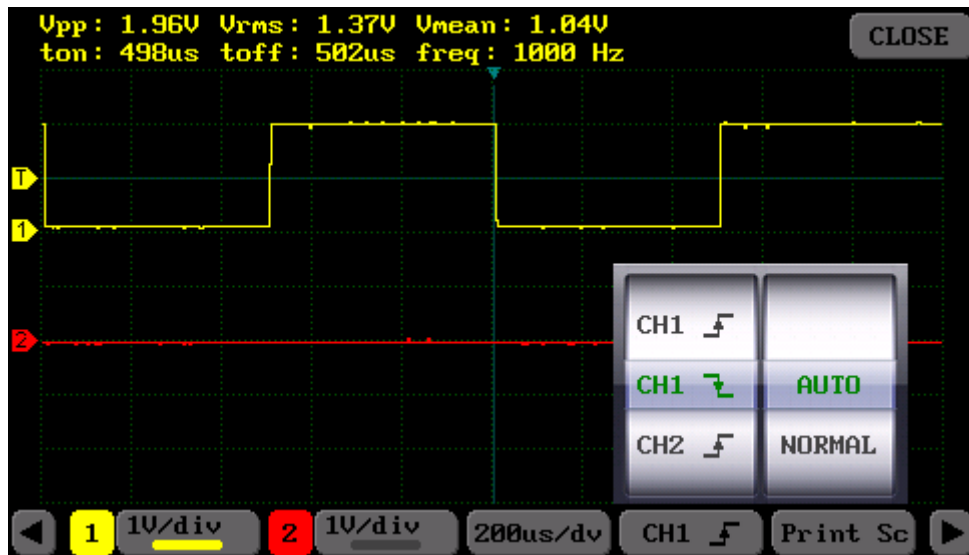 Vpp: 1.96V Vrms: 1.37V Vmean: 1.04V
ton: 498us toff: 502us freq: 1000 Hz
CLOSE
T
1
2
CH1
CH1 AUTO
CH2 NORMAL
1 1V/div 2 1V/div 200us/dv CH1 Print Sc